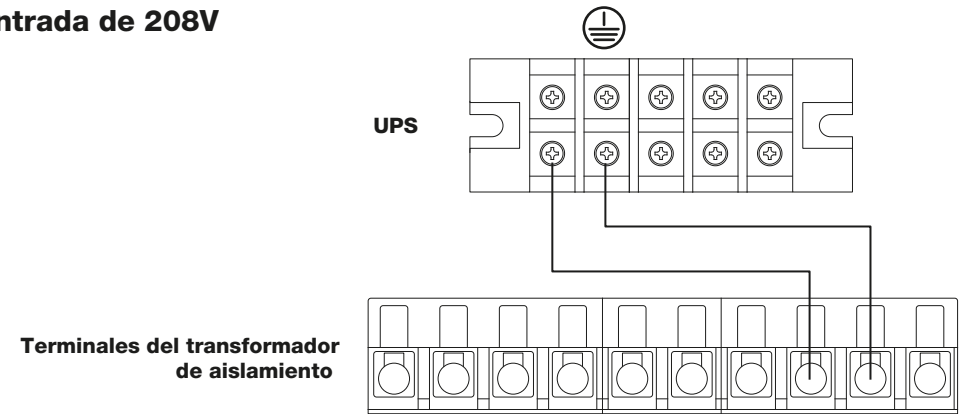 ntrada de 208V
UPS
Terminales del transformador
de aislamiento